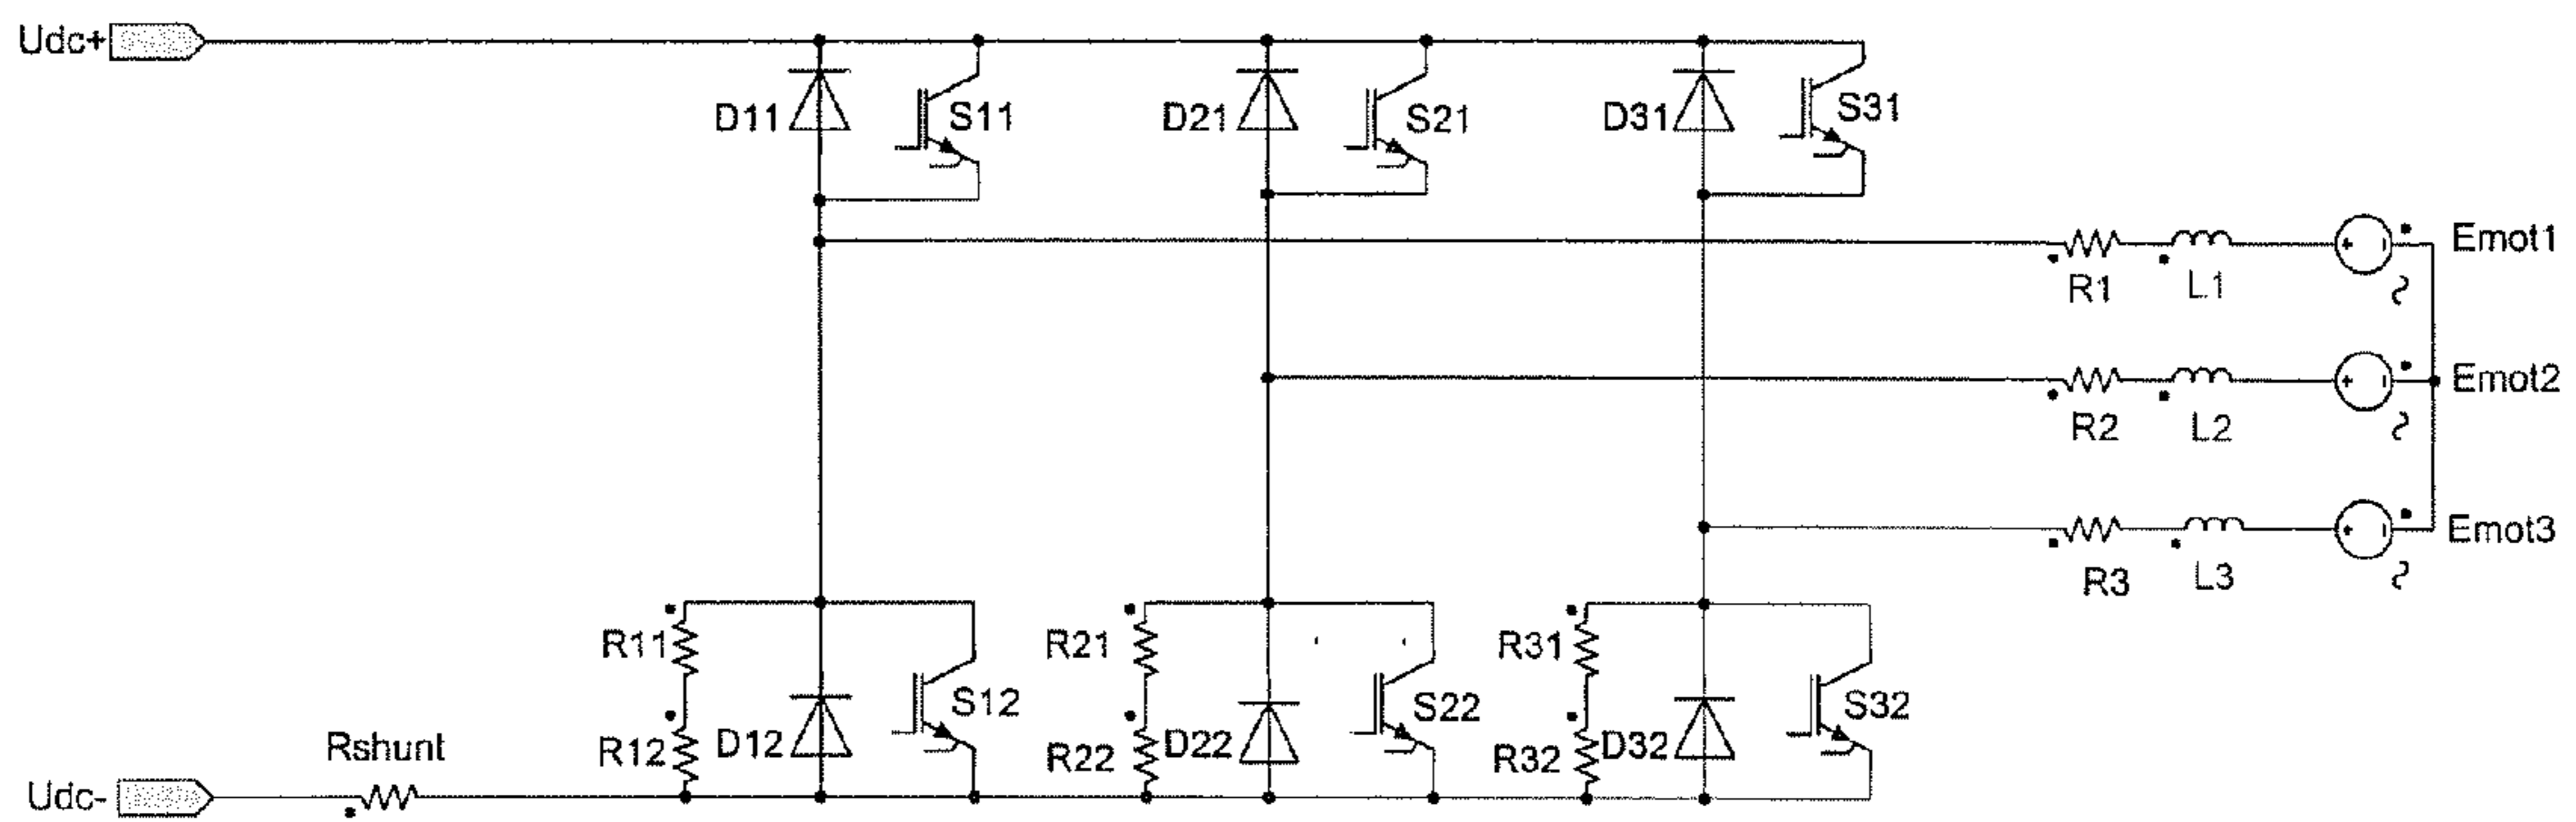 Udc+
D11
S11
D21
S21
D31
S31
Emot1
R1
L1
Emot2
R2
L2
Emot3
R3
L3
R11
R21
R31
S12
S22
S32
R12
D12
R22
D22
R32
D32
Rshunt
Udc-